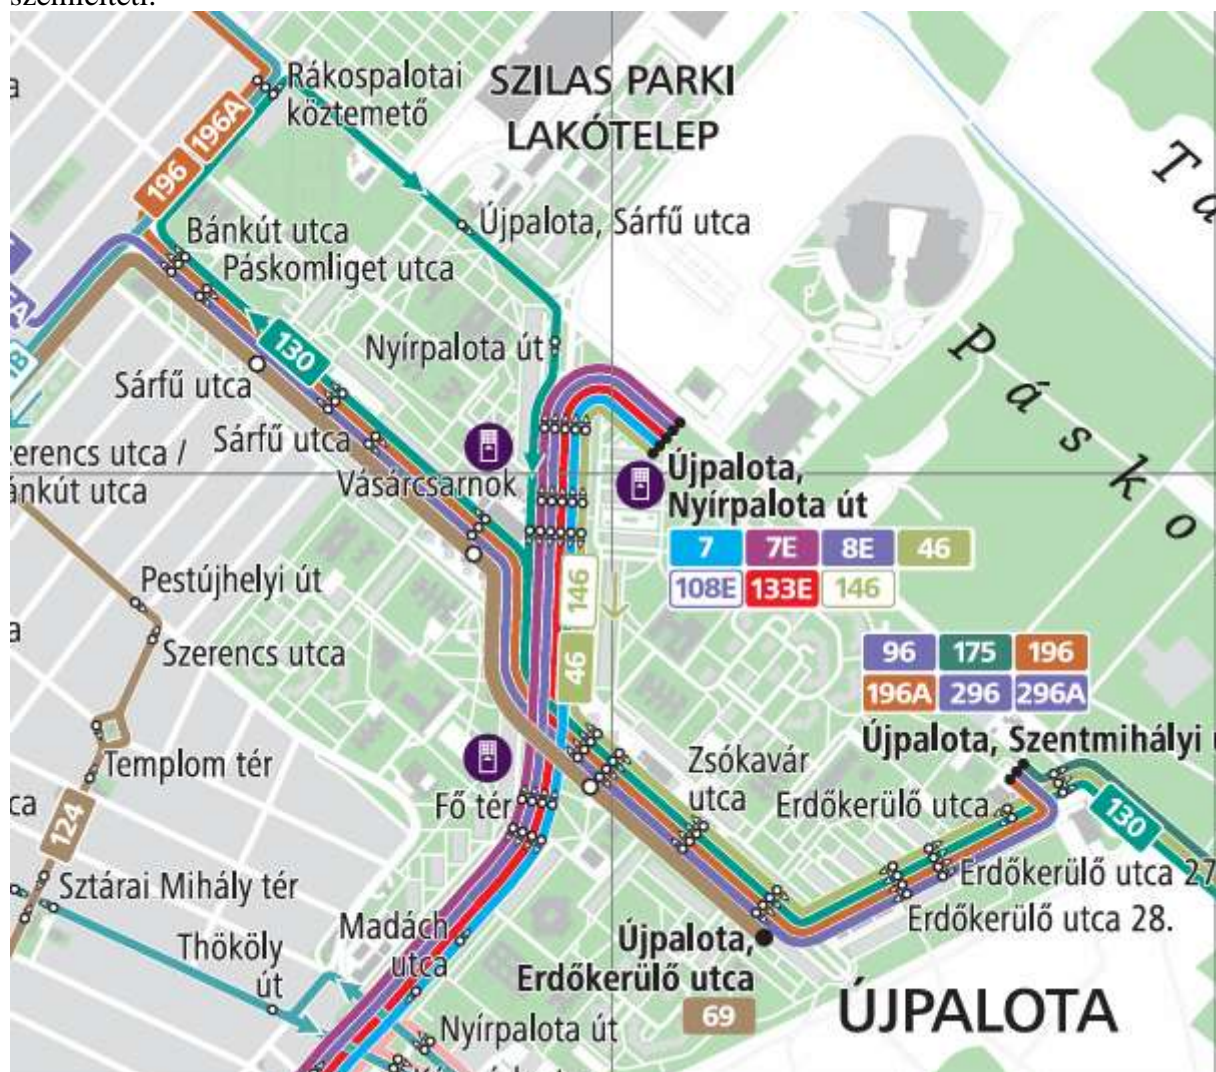 szemlélteti.
Rákospalotai
köztemető
SZILAS PARKI
LAKÓTELEP
196
196A
Újpalota, Sárfű utca
Bánkút utca
Páskomliget utca
130
Nyírpalota út
Sárfű utca
Sárfű utca
Vásárcsarnok
Újpalota,
Nyírpalota út
7
7E
8E
46
108E
133E
146
Pestújhelyi út
Szerencs utca
146
46
96
175
196
196A
296
296A
Újpalota, Szentmihályi
Templom tér
Fő tér
Zsókavár
utca
Erdőkerülő utca
130
124
Sztárai Mihály tér
Erdőkerülő utca 27
Erdőkerülő utca 28.
Madách
utca
Thököly
út
Újpalota,
Erdőkerülő utca
69
ÚJPALOTA
Nyírpalota út
P á s k o
T